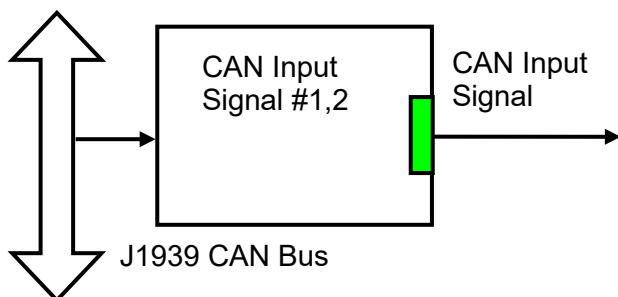 CAN Input
Signal #1,2
CAN Input
Signal
J1939 CAN Bus